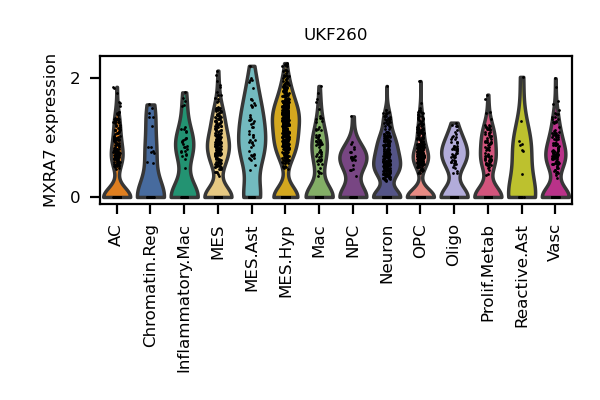 UKF260
MXRA7 expression
2
0
AC
Chromatin.Reg
Inflammatory.Mac
MES
MES.Ast
MES.Hyp
Mac
NPC
Neuron
OPC
Oligo
Prolif.Metab
Reactive.Ast
Vasc